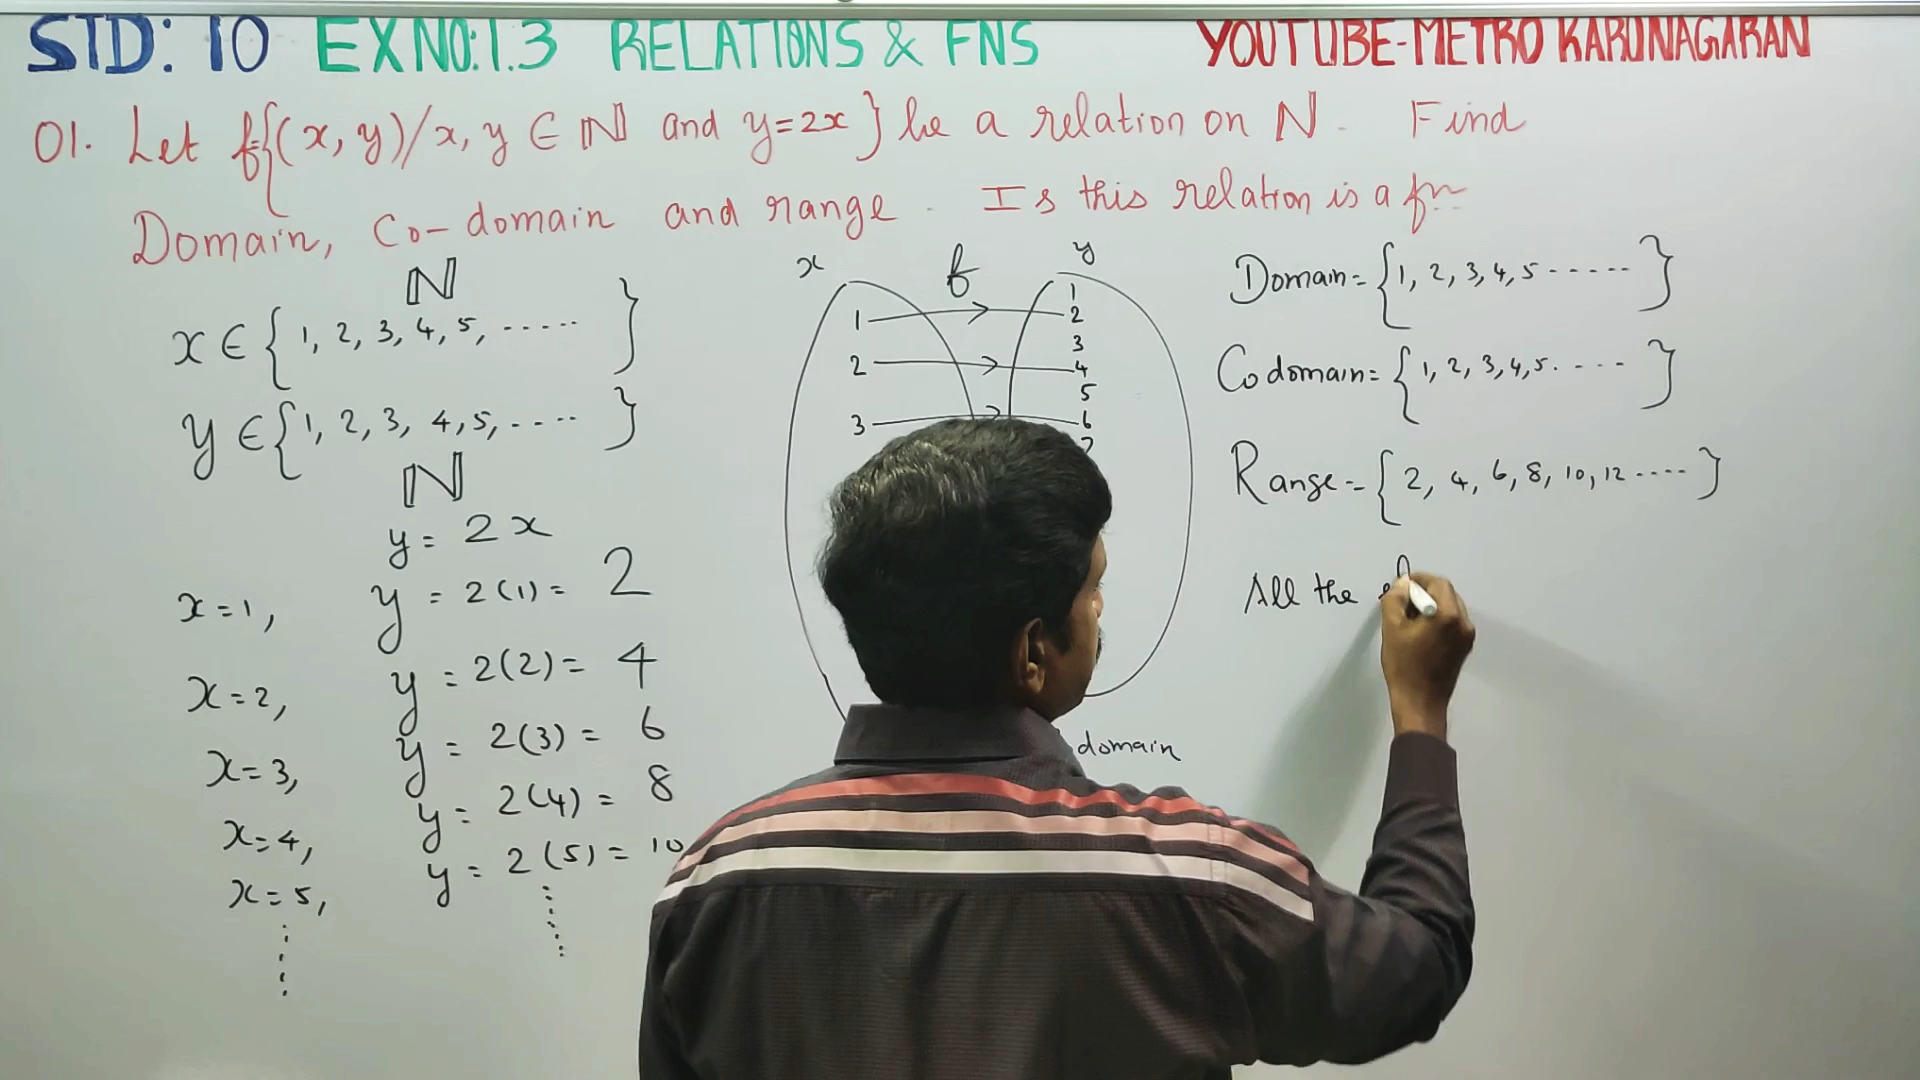 STD: 10 EX NO:1.3 RELATIONS & FNS YOUTUBE-METRO KARUNAGARAN
01. Let f={(x, y)/x, y ∈ ℕ and y=2x} be a relation on N. Find
Domain, Co-domain and range. Is this relation is a fn
ℕ
x ∈ {1, 2, 3, 4, 5, ..... }
y ∈ {1, 2, 3, 4, 5, .... }
ℕ
y = 2x
x=1, y = 2(1) = 2
x=2, y = 2(2) = 4
x=3, y = 2(3) = 6
x=4, y = 2(4) = 8
x=5, y = 2(5) = 10
x f y
1
1 2
3
2 4
5
3 6
7
domain
Domain = {1, 2, 3, 4, 5 ..... }
Codomain = {1, 2, 3, 4, 5. .... }
Range = {2, 4, 6, 8, 10, 12 .... }
All the el